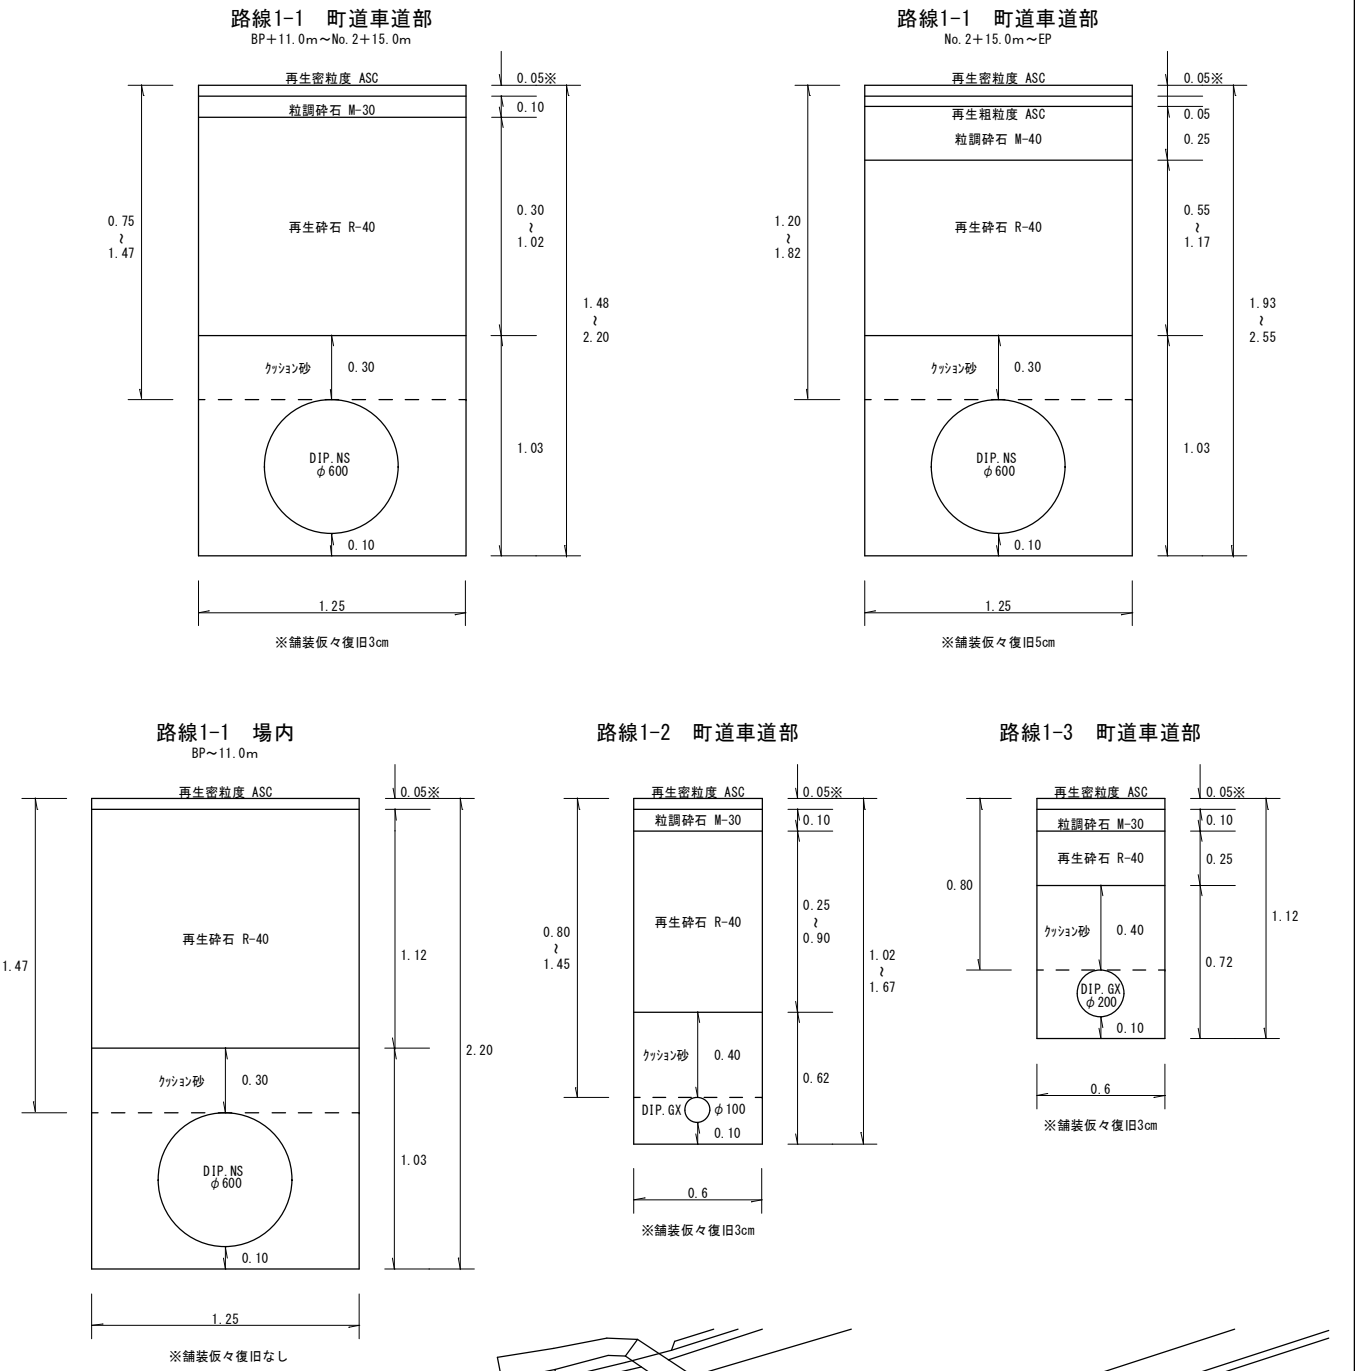 路線1-1　町道車道部
BP+11.0m～No.2+15.0m
再生密粒度 ASC
0.05※
粒調砕石 M-30
0.10
再生砕石 R-40
0.30
～
1.02
0.75
～
1.47
1.48
～
2.20
クッション砂
0.30
DIP.NS
φ600
1.03
0.10
1.25
※舗装仮々復旧3cm
路線1-1　町道車道部
No.2+15.0m～EP
再生密粒度 ASC
0.05※
再生粗粒度 ASC
0.05
粒調砕石 M-40
0.25
再生砕石 R-40
0.55
～
1.17
1.20
～
1.82
1.93
～
2.55
クッション砂
0.30
DIP.NS
φ600
1.03
0.10
1.25
※舗装仮々復旧5cm
路線1-1　場内
BP～11.0m
再生密粒度 ASC
0.05※
再生砕石 R-40
1.12
1.47
2.20
クッション砂
0.30
DIP.NS
φ600
1.03
0.10
1.25
※舗装仮々復旧なし
路線1-2　町道車道部
再生密粒度 ASC
0.05※
粒調砕石 M-30
0.10
再生砕石 R-40
0.25
～
0.90
0.80
～
1.45
1.02
～
1.67
クッション砂
0.40
0.62
DIP.GX
φ100
0.10
0.6
※舗装仮々復旧3cm
路線1-3　町道車道部
再生密粒度 ASC
0.05※
粒調砕石 M-30
0.10
再生砕石 R-40
0.25
0.80
1.12
クッション砂
0.40
0.72
DIP.GX
φ200
0.10
0.6
※舗装仮々復旧3cm